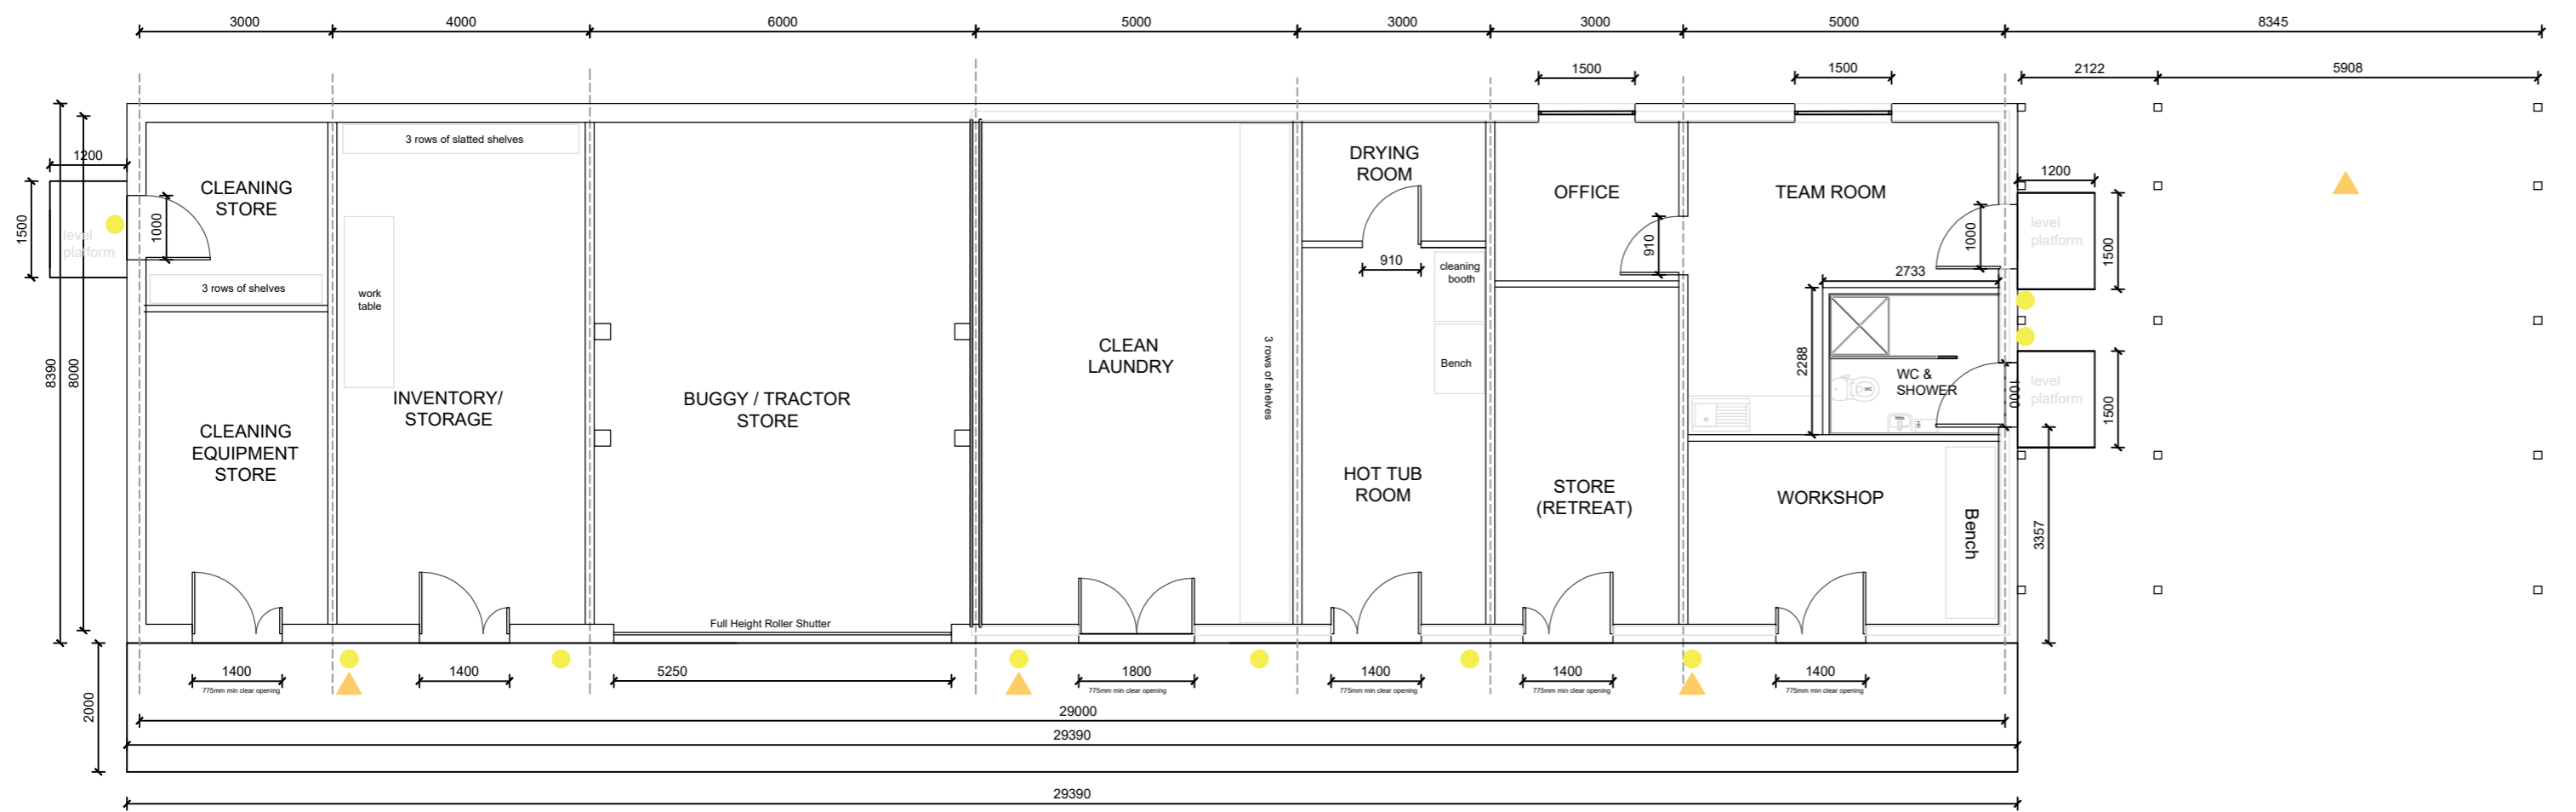 3000
4000
6000
5000
3000
3000
5000
8345
1500
1500
2122
5908
3 rows of slatted shelves
1200
CLEANING
STORE
1500
1000
level
platform
3 rows of shelves
work
table
8390
8000
CLEANING
EQUIPMENT
STORE
INVENTORY/
STORAGE
BUGGY / TRACTOR
STORE
Full Height Roller Shutter
CLEAN
LAUNDRY
3 rows of shelves
DRYING
ROOM
910
cleaning
booth
Bench
HOT TUB
ROOM
OFFICE
910
STORE
(RETREAT)
TEAM ROOM
1000
1200
level
platform
1500
2733
2288
WC
WC &
SHOWER
1000
level
platform
1500
WORKSHOP
Bench
3357
1400
775mm min clear opening
1400
5250
1800
1400
775mm min clear opening
1400
775mm min clear opening
1400
775mm min clear opening
2000
29000
29390
29390